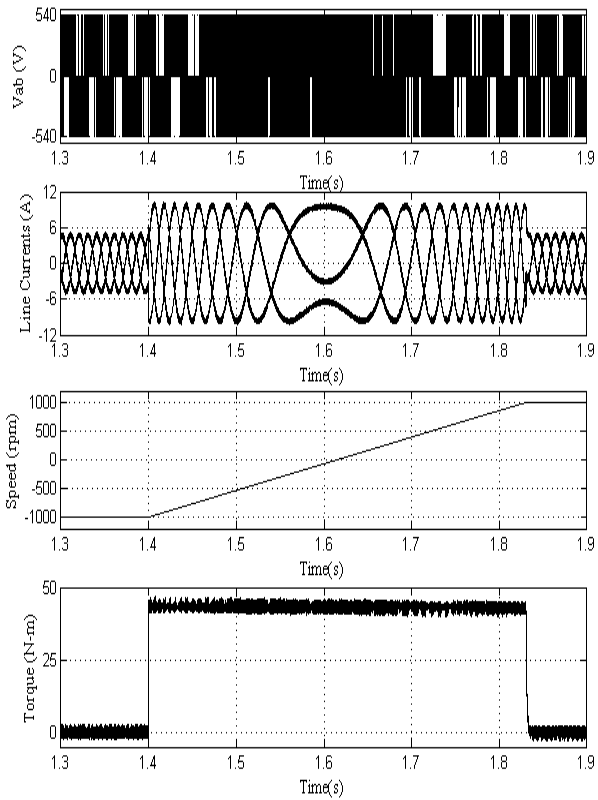 540
0
-540
Vab (V)
1.3 1.4 1.5 1.6 1.7 1.8 1.9
Time(s)
12
6
0
-6
-12
Line Currents (A)
1.3 1.4 1.5 1.6 1.7 1.8 1.9
Time(s)
1000
500
0
-500
-1000
Speed (rpm)
1.3 1.4 1.5 1.6 1.7 1.8 1.9
Time(s)
50
25
0
Torque (N-m)
1.3 1.4 1.5 1.6 1.7 1.8 1.9
Time(s)